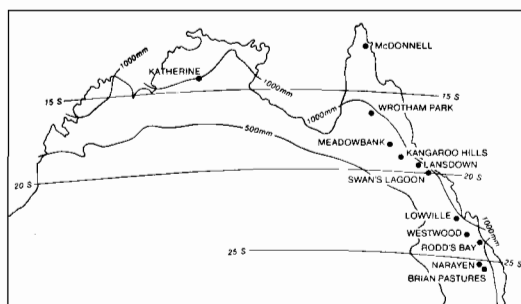 McDONNELL
1000mm
KATHERINE
1000mm
15 S
15 S
1000mm
WROTHAM PARK
MEADOWBANK
500mm
KANGAROO HILLS
LANSDOWN
SWAN'S LAGOON
20 S
20 S
LOWVILLE
1000mm
WESTWOOD
RODD'S BAY
25 S
25 S
NARAYEN
BRIAN PASTURES